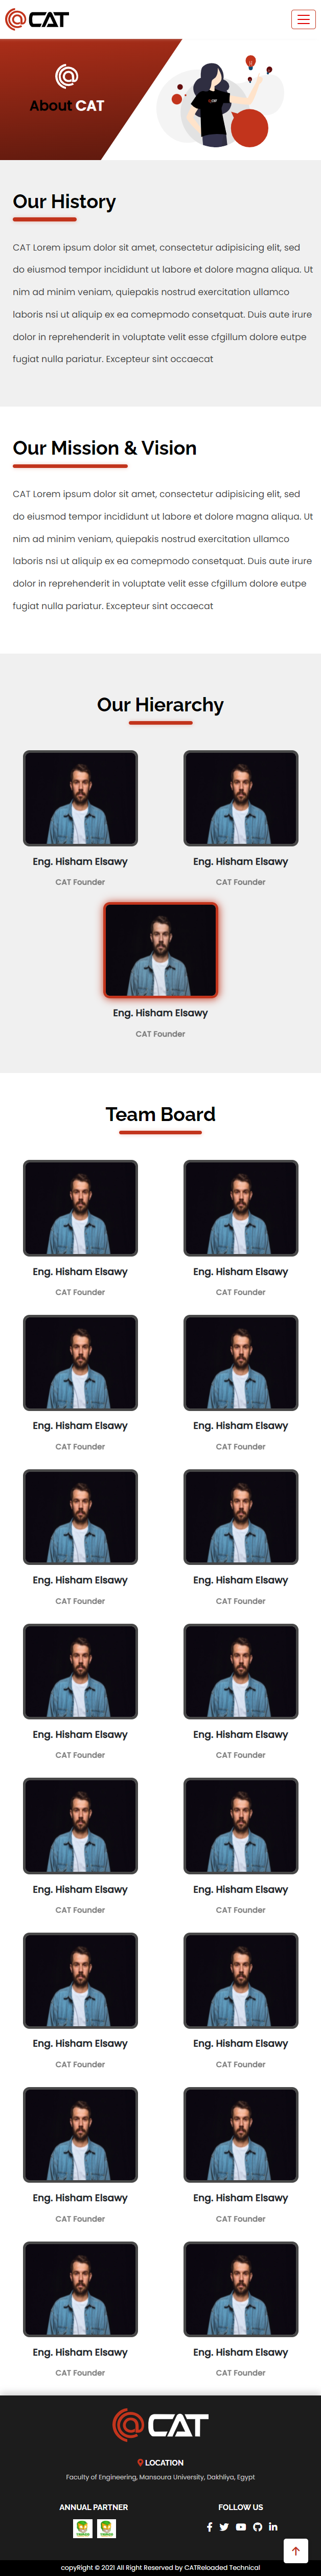 CAT
About CAT
Our History
CAT Lorem ipsum dolor sit amet, consectetur adipisicing elit, sed
do eiusmod tempor incididunt ut labore et dolore magna aliqua. Ut
nim ad minim veniam, quiepakis nostrud exercitation ullamco
laboris nsi ut aliquip ex ea comepmodo consetquat. Duis aute irure
dolor in reprehenderit in voluptate velit esse cfgillum dolore eutpe
fugiat nulla pariatur. Excepteur sint occaecat
Our Mission & Vision
CAT Lorem ipsum dolor sit amet, consectetur adipisicing elit, sed
do eiusmod tempor incididunt ut labore et dolore magna aliqua. Ut
nim ad minim veniam, quiepakis nostrud exercitation ullamco
laboris nsi ut aliquip ex ea comepmodo consetquat. Duis aute irure
dolor in reprehenderit in voluptate velit esse cfgillum dolore eutpe
fugiat nulla pariatur. Excepteur sint occaecat
Our Hierarchy
Eng. Hisham Elsawy
CAT Founder
Eng. Hisham Elsawy
CAT Founder
Eng. Hisham Elsawy
CAT Founder
Team Board
Eng. Hisham Elsawy
CAT Founder
Eng. Hisham Elsawy
CAT Founder
Eng. Hisham Elsawy
CAT Founder
Eng. Hisham Elsawy
CAT Founder
Eng. Hisham Elsawy
CAT Founder
Eng. Hisham Elsawy
CAT Founder
Eng. Hisham Elsawy
CAT Founder
Eng. Hisham Elsawy
CAT Founder
Eng. Hisham Elsawy
CAT Founder
Eng. Hisham Elsawy
CAT Founder
Eng. Hisham Elsawy
CAT Founder
Eng. Hisham Elsawy
CAT Founder
Eng. Hisham Elsawy
CAT Founder
Eng. Hisham Elsawy
CAT Founder
Eng. Hisham Elsawy
CAT Founder
Eng. Hisham Elsawy
CAT Founder
CAT
LOCATION
Faculty of Engineering, Mansoura University, Dakhliya, Egypt
ANNUAL PARTNER
FOLLOW US
copyRight © 2021 All Right Reserved by CATReloaded Technical